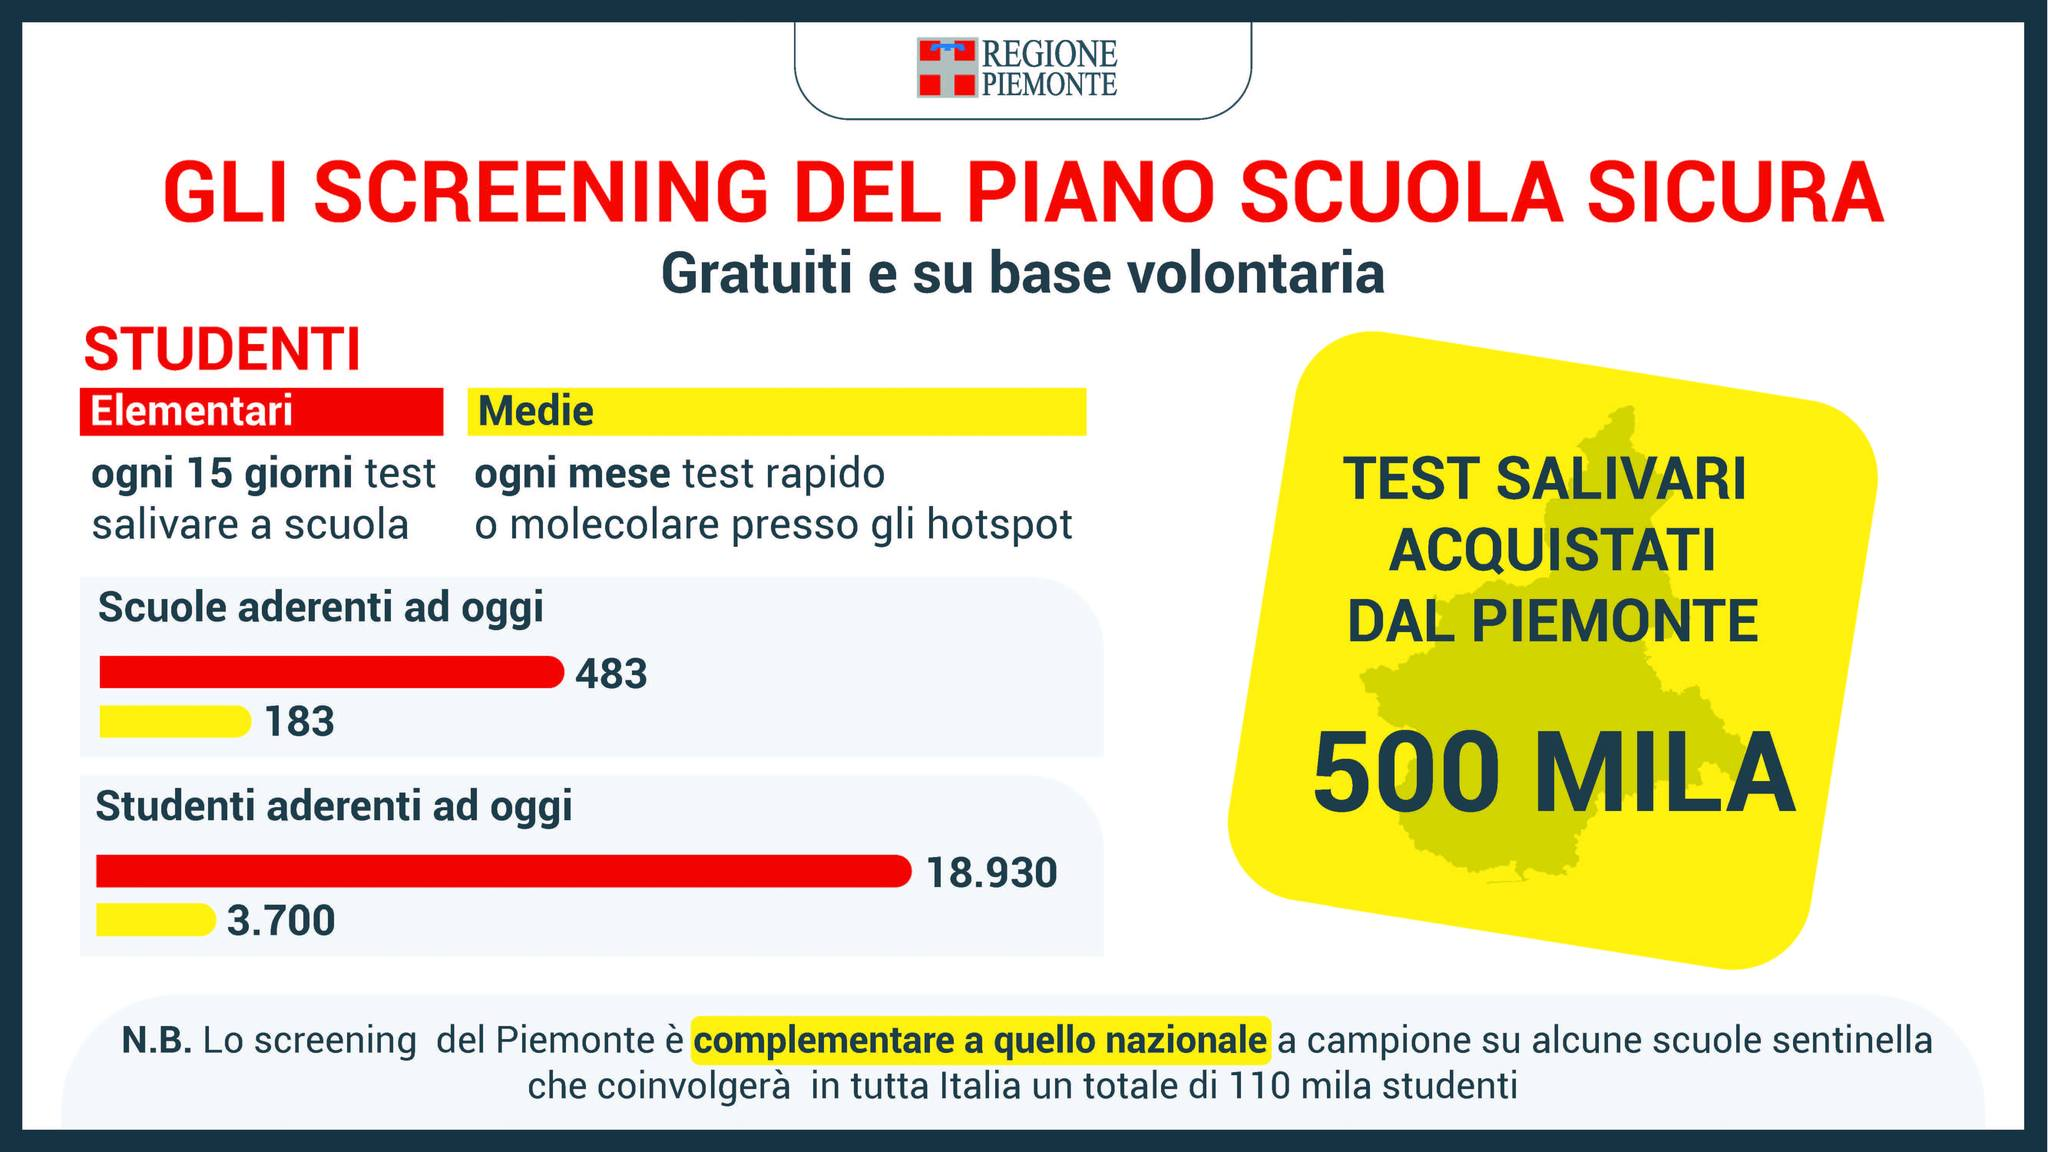 REGIONE
PIEMONTE
GLI SCREENING DEL PIANO SCUOLA SICURA
Gratuiti e su base volontaria
STUDENTI
Elementari
ogni 15 giorni test
salivare a scuola
Medie
ogni mese test rapido
o molecolare presso gli hotspot
Scuole aderenti ad oggi
483
183
Studenti aderenti ad oggi
18.930
3.700
TEST SALIVARI
ACQUISTATI
DAL PIEMONTE
500 MILA
N.B. Lo screening del Piemonte è complementare a quello nazionale a campione su alcune scuole sentinella
che coinvolgerà in tutta Italia un totale di 110 mila studenti